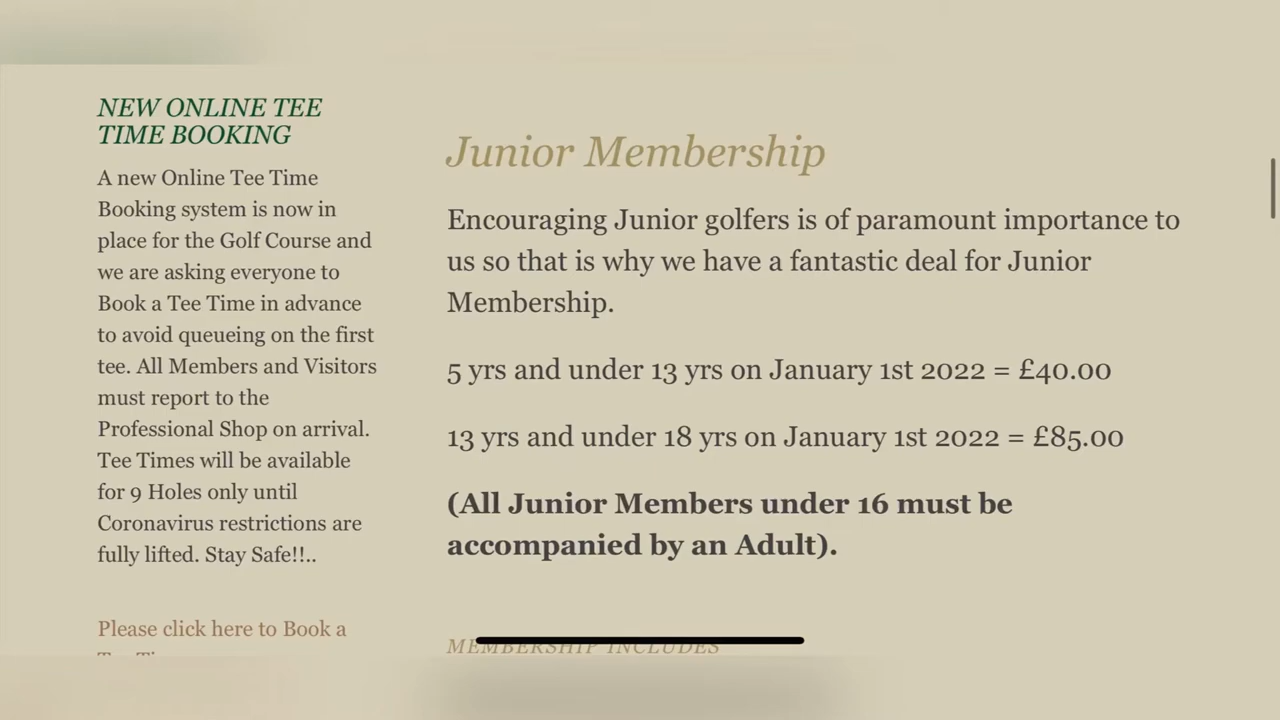 NEW ONLINE TEE
TIME BOOKING
A new Online Tee Time
Booking system is now in
place for the Golf Course and
we are asking everyone to
Book a Tee Time in advance
to avoid queueing on the first
tee. All Members and Visitors
must report to the
Professional Shop on arrival.
Tee Times will be available
for 9 Holes only until
Coronavirus restrictions are
fully lifted. Stay Safe!!..
Please click here to Book a
Junior Membership
Encouraging Junior golfers is of paramount importance to
us so that is why we have a fantastic deal for Junior
Membership.
5 yrs and under 13 yrs on January 1st 2022 = £40.00
13 yrs and under 18 yrs on January 1st 2022 = £85.00
(All Junior Members under 16 must be
accompanied by an Adult).
MEMBERSHIP INCLUDES